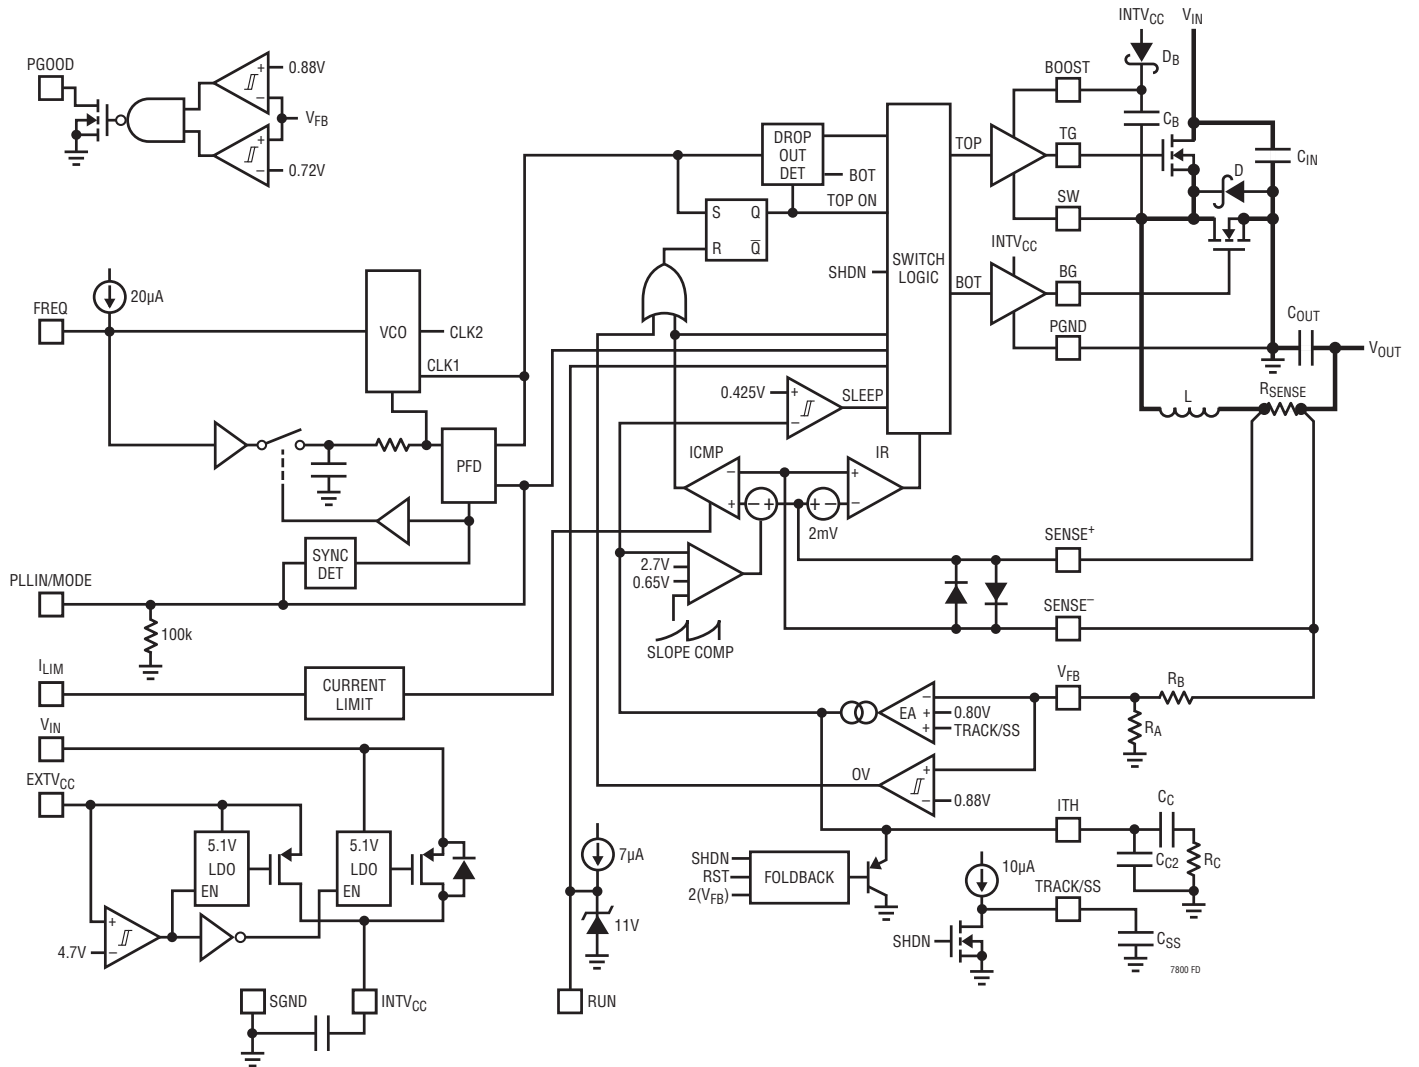 INTVCC
VIN
DB
PGOOD
0.88V
VFB
0.72V
BOOST
CB
TG
CIN
D
SW
DROP
OUT
DET
BOT
TOP
TOP ON
S
Q
R
Q̅
SHDN
SWITCH
LOGIC
INTVCC
BOT
BG
PGND
COUT
VOUT
20µA
FREQ
VCO
CLK2
CLK1
0.425V
+
SLEEP
–
L
RSENSE
PFD
ICMP
IR
2mV
SYNC
DET
PLLIN/MODE
100k
2.7V
0.65V
SLOPE COMP
SENSE+
SENSE–
ILIM
CURRENT
LIMIT
VIN
EXTVCC
VFB
RB
RA
EA
0.80V
TRACK/SS
OV
0.88V
5.1V
LDO
EN
5.1V
LDO
EN
4.7V
7µA
11V
SHDN
RST
2(VFB)
FOLDBACK
ITH
CC
CC2
RC
10µA
TRACK/SS
SHDN
CSS
7800 FD
SGND
INTVCC
RUN